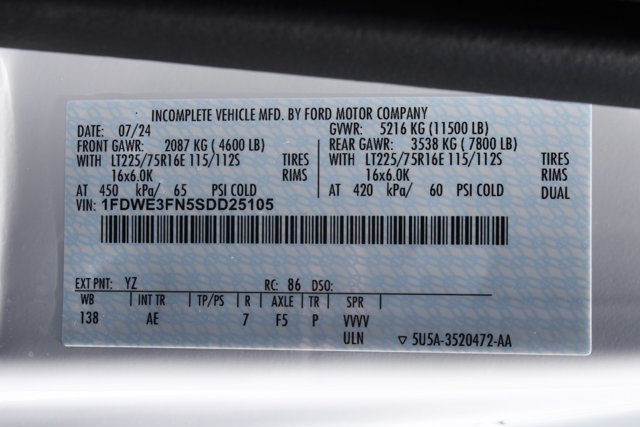 INCOMPLETE VEHICLE MFD. BY FORD MOTOR COMPANY
DATE: 07/24 GVWR: 5216 KG (11500 LB)
FRONT GAWR: 2087 KG (4600 LB) REAR GAWR: 3538 KG (7800 LB)
WITH LT225/75R16E 115/112S TIRES WITH LT225/75R16E 115/112S TIRES
16x6.0K RIMS 16x6.0K RIMS
AT 450 kPa/ 65 PSI COLD AT 420 kPa/ 60 PSI COLD DUAL
VIN: 1FDWE3FN5SDD25105
EXT PNT: YZ RC: 86 DSO:
WB INT TR TP/PS R AXLE TR SPR
138 AE 7 F5 P VVVV
ULN ▽ 5U5A-3520472-AA